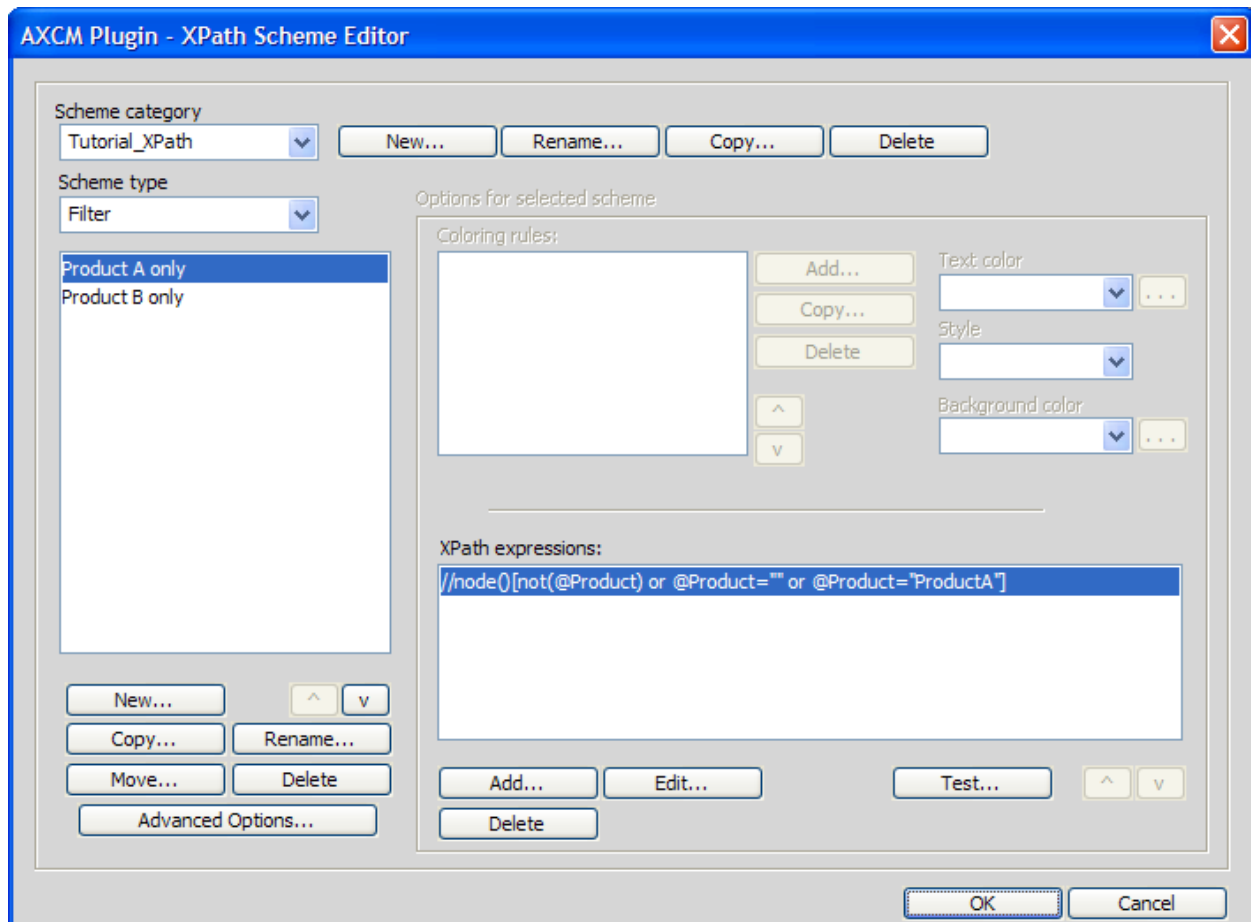 AXCM Plugin - XPath Scheme Editor
Scheme category
Tutorial_XPath
New... Rename... Copy... Delete
Scheme type
Filter
Options for selected scheme
Product A only
Product B only
Coloring rules:
Add...
Copy...
Delete
^
v
Text color
...
Style
Background color
...
XPath expressions:
//node()[not(@Product) or @Product="" or @Product="ProductA"]
New... ^ v
Copy... Rename...
Move... Delete
Advanced Options...
Add... Edit... Test... ^ v
Delete
OK Cancel